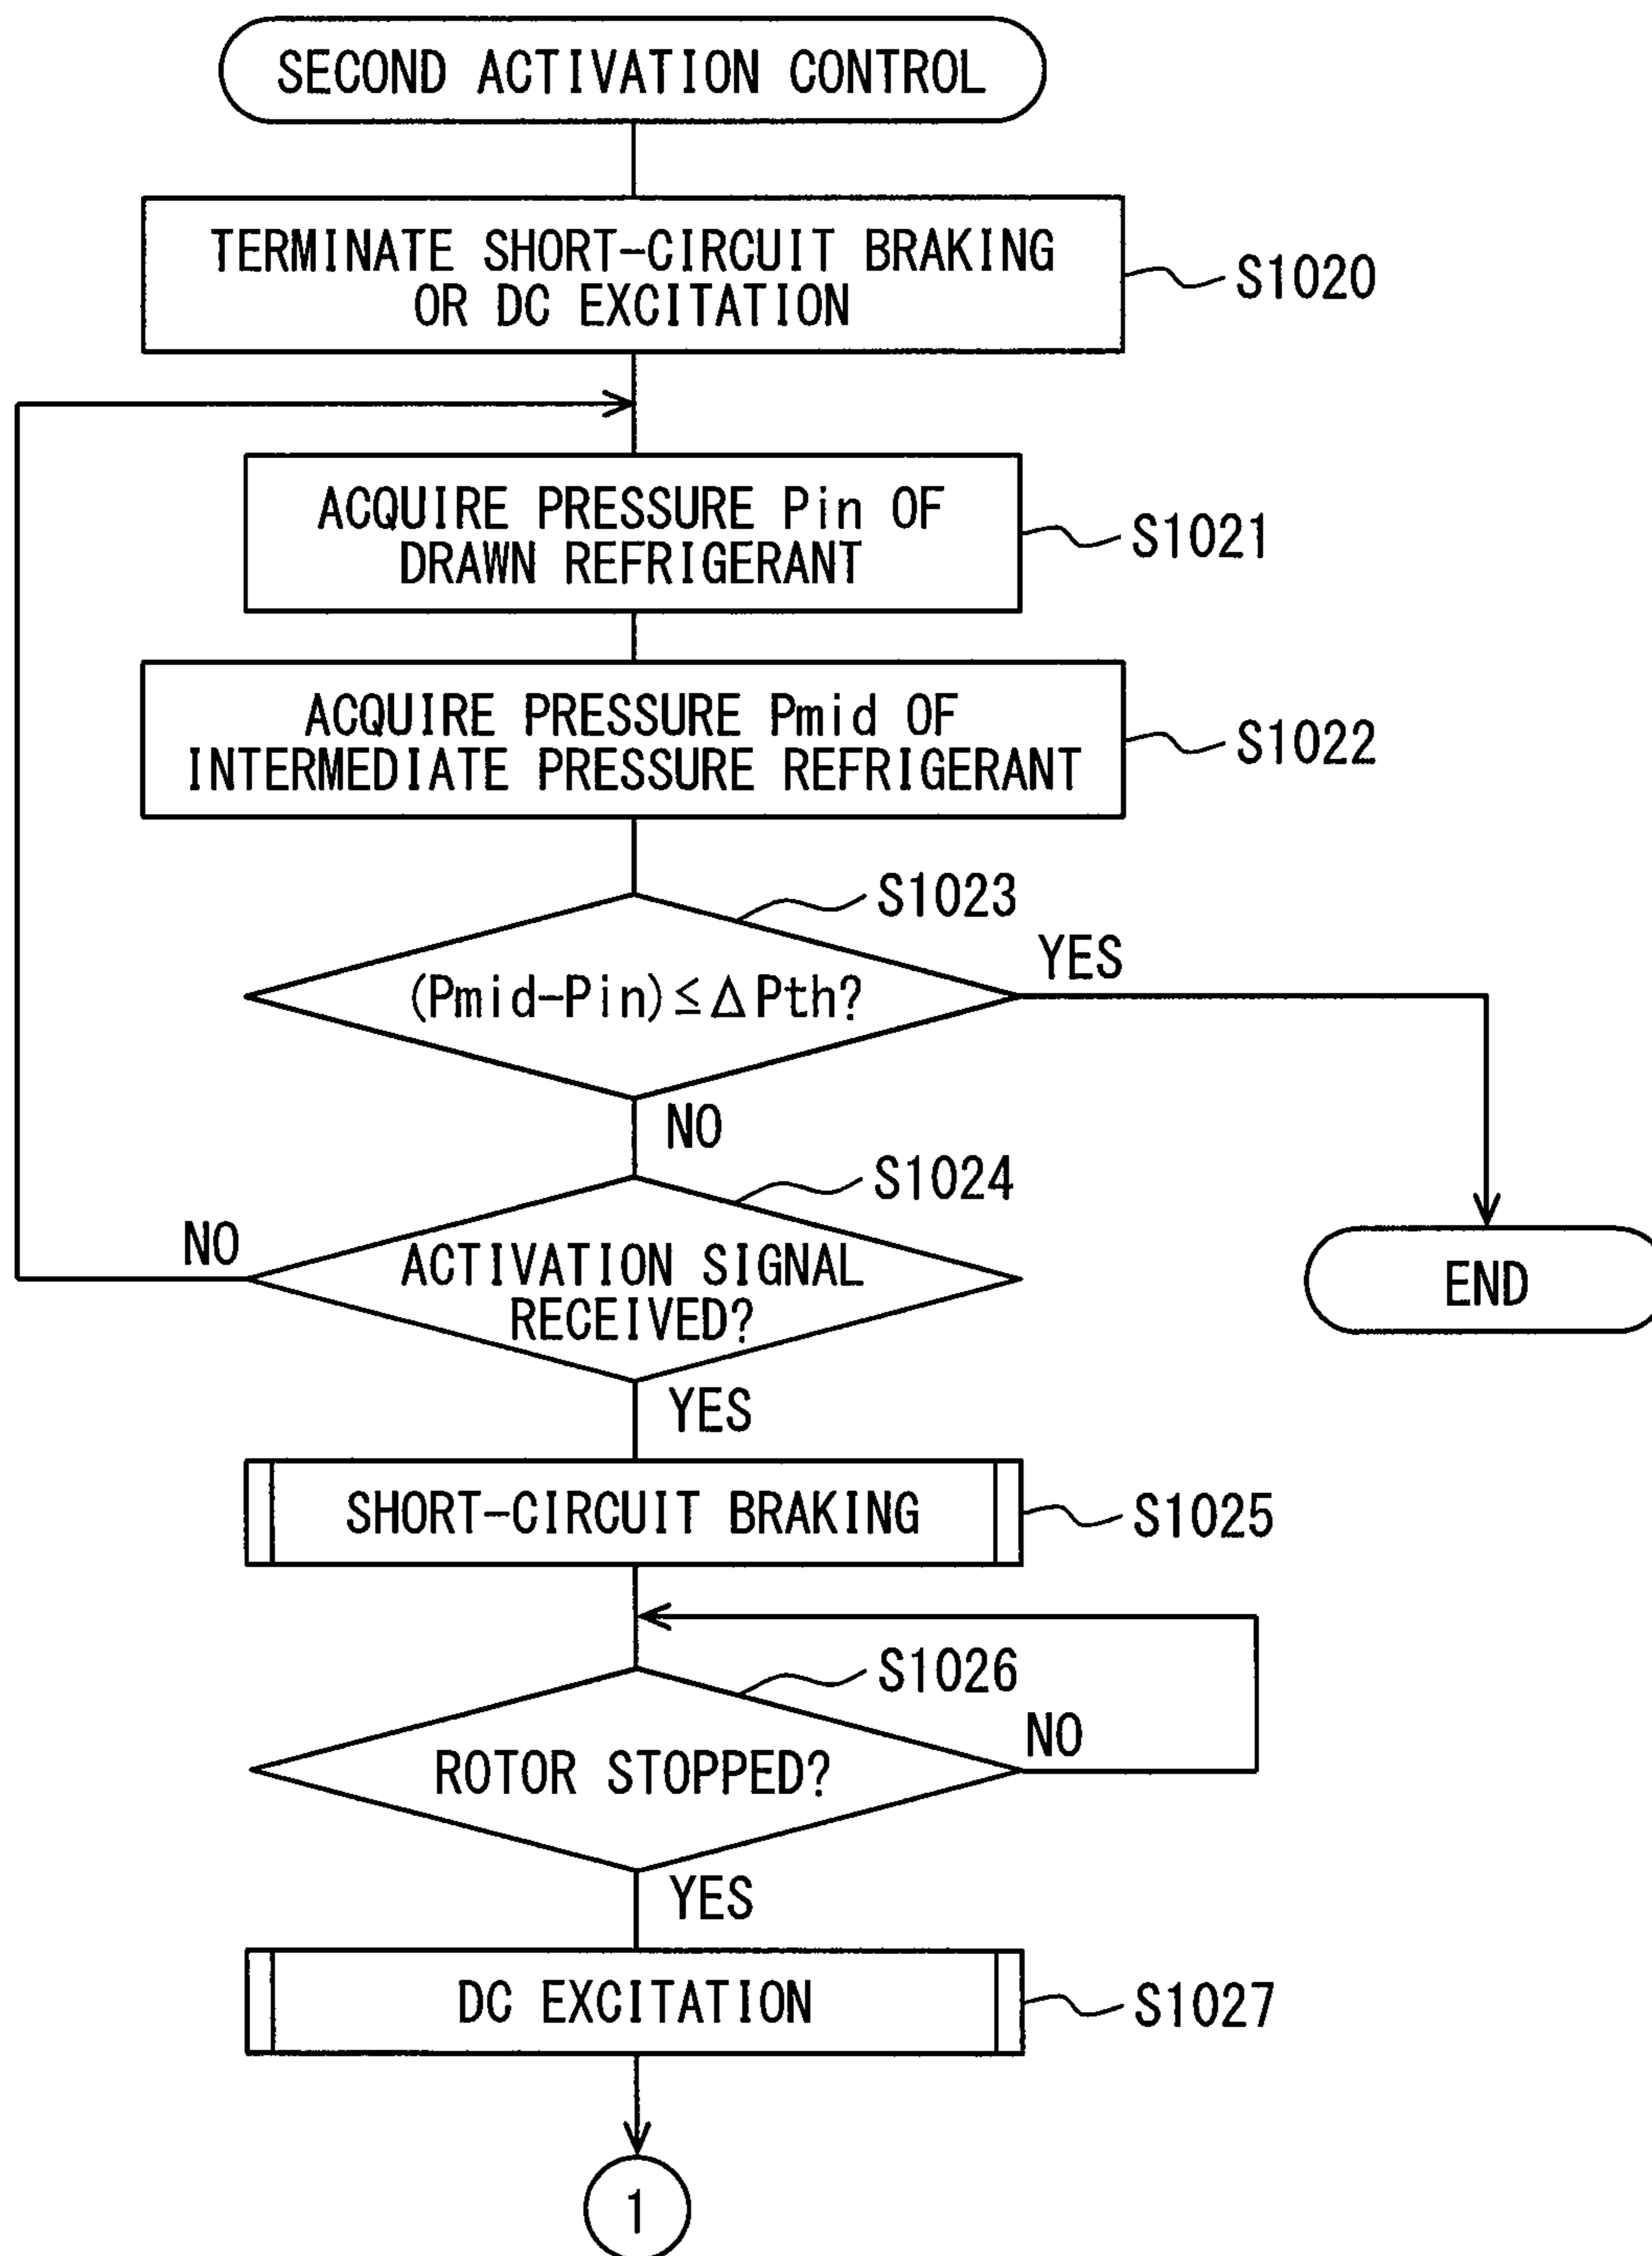 SECOND ACTIVATION CONTROL
TERMINATE SHORT-CIRCUIT BRAKING
OR DC EXCITATION
S1020
ACQUIRE PRESSURE Pin OF
DRAWN REFRIGERANT
S1021
ACQUIRE PRESSURE Pmid OF
INTERMEDIATE PRESSURE REFRIGERANT
S1022
S1023
(Pmid-Pin)≦ΔPth?
YES
NO
S1024
NO
ACTIVATION SIGNAL
RECEIVED?
END
YES
SHORT-CIRCUIT BRAKING
S1025
S1026
NO
ROTOR STOPPED?
YES
DC EXCITATION
S1027
1